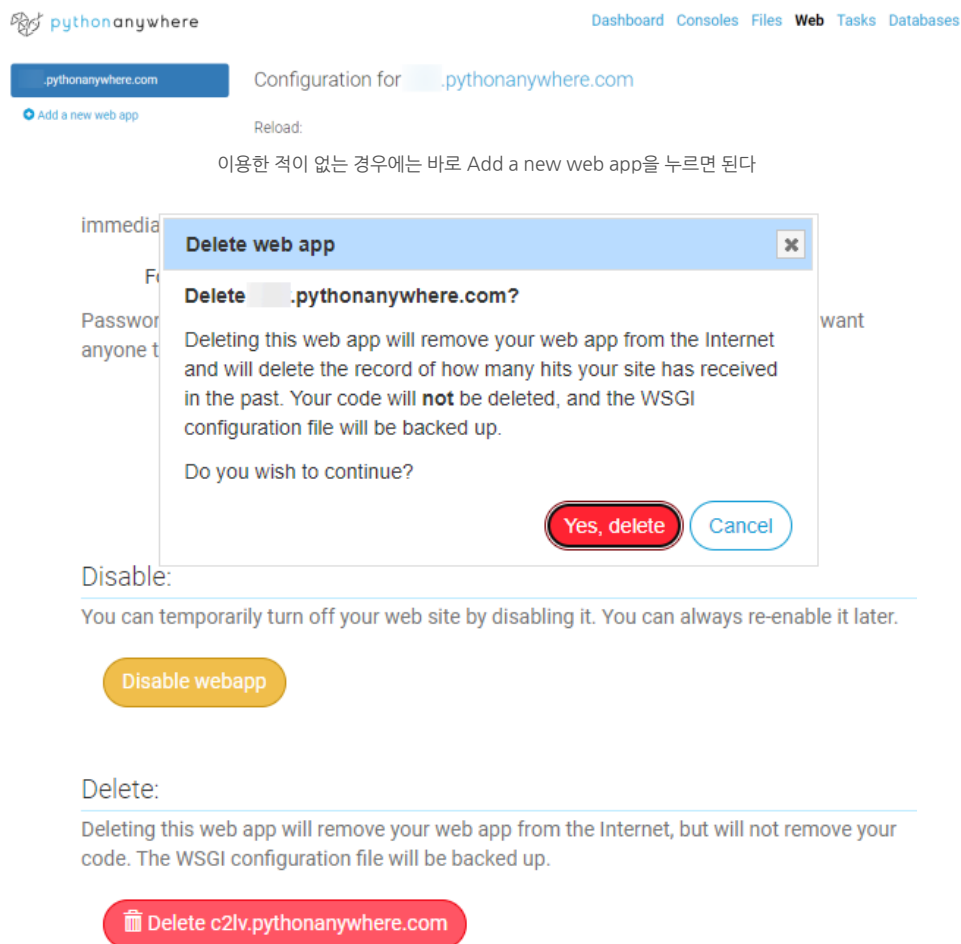 pythonanywhere
Dashboard Consoles Files Web Tasks Databases
.pythonanywhere.com
Configuration for .pythonanywhere.com
Add a new web app
Reload:
이용한 적이 없는 경우에는 바로 Add a new web app을 누르면 된다
immedia
Delete web app
Fo
Delete .pythonanywhere.com?
Passwor
want
anyone t
Deleting this web app will remove your web app from the Internet
and will delete the record of how many hits your site has received
in the past. Your code will not be deleted, and the WSGI
configuration file will be backed up.
Do you wish to continue?
Yes, delete Cancel
Disable:
You can temporarily turn off your web site by disabling it. You can always re-enable it later.
Disable webapp
Delete:
Deleting this web app will remove your web app from the Internet, but will not remove your
code. The WSGI configuration file will be backed up.
Delete c2lv.pythonanywhere.com